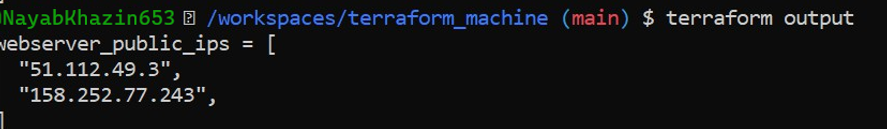 @NayabKhazin653 /workspaces/terraform_machine (main) $ terraform output
webserver_public_ips = [
  "51.112.49.3",
  "158.252.77.243",
]